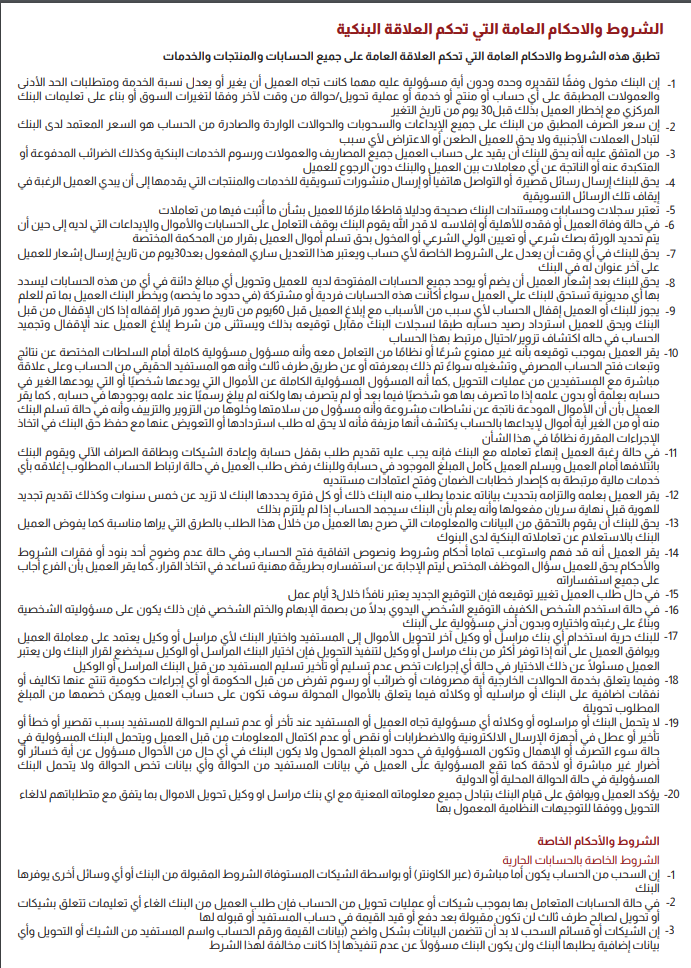 الشروط والاحكام العامة التي تحكم العلاقة البنكية
تطبق هذه الشروط والاحكام العامة التي تحكم العلاقة العامة على جميع الحسابات والمنتجات والخدمات
1- إن البنك مخول وفقًا لتقديره وحده ودون أية مسؤولية عليه مهما كانت تجاه العميل أن يغير أو يعدل نسبة الخدمة ومتطلبات الحد الأدنى
والعمولات المطبقة على أي حساب أو منتج أو خدمة أو عملية تحويل/حوالة من وقت لآخر وفقا لتغيرات السوق أو بناء على تعليمات البنك
المركزي مع إخطار العميل بذلك قبل30 يوم من تاريخ التغير
2- إن سعر الصرف المطبق من البنك على جميع الإيداعات والسحوبات والحوالات الواردة والصادرة من الحساب هو السعر المعتمد لدى البنك
لتبادل العملات الأجنبية ولا يحق للعميل الطعن أو الاعتراض لأي سبب
3- من المتفق عليه أنه يحق للبنك أن يقيد على حساب العميل جميع المصاريف والعمولات ورسوم الخدمات البنكية وكذلك الضرائب المدفوعة أو
المتكبدة عنه أو الناتجة عن أي معاملات بين العميل والبنك دون الرجوع للعميل
4- يحق للبنك إرسال رسائل قصيرة أو التواصل هاتفيا أو إرسال منشورات تسويقية للخدمات والمنتجات التي يقدمها إلى أن يبدي العميل الرغبة في
إيقاف تلك الرسائل التسويقية
5- تعتبر سجلات وحسابات ومستندات البنك صحيحة ودليلا قاطعًا ملزمًا للعميل بشأن ما أثبت فيها من تعاملات
6- في حالة وفاة العميل أو فقده للأهلية أو إفلاسه لا قدر الله يقوم البنك بوقف التعامل على الحسابات والأموال والإيداعات التي لديه إلى حين أن
يتم تحديد الورثة بصك شرعي أو تعيين الولي الشرعي أو المخول بحق تسلم أموال العميل بقرار من المحكمة المختصة
7- يحق للبنك في أي وقت أن يعدل على الشروط الخاصة لأي حساب ويعتبر هذا التعديل ساري المفعول بعد30يوم من تاريخ إرسال إشعار للعميل
على آخر عنوان له في البنك
8- يحق للبنك بعد إشعار العميل أن يضم أو يوحد جميع الحسابات المفتوحة لديه للعميل وتحويل أي مبالغ دائنة في أي من هذه الحسابات ليسدد
بها أي مديونية تستحق للبنك علي العميل سواء أكانت هذه الحسابات فردية أو مشتركة (في حدود ما يخصه) ويخطر البنك العميل بما تم للعلم
9- يجوز للبنك أو العميل إقفال الحساب لأي سبب من الأسباب مع إبلاغ العميل قبل 60يوم من تاريخ صدور قرار إقفاله إذا كان الإقفال من قبل
البنك ويحق للعميل استرداد رصيد حسابه طبقا لسجلات البنك مقابل توقيعه بذلك ويستثنى من شرط إبلاغ العميل عند الإقفال وتجميد
الحساب في حاله اكتشاف تزوير/احتيال مرتبط بهذا الحساب
10- يقر العميل بموجب توقيعه بأنه غير ممنوع شرعًا أو نظامًا من التعامل معه وأنه مسؤول مسؤولية كاملة أمام السلطات المختصة عن نتائج
وتبعات فتح الحساب المصرفي وتشغيله سواءً تم ذلك بمعرفته أو عن طريق طرف ثالث وأنه هو المستفيد الحقيقي من الحساب وعلى علاقة
مباشرة مع المستفيدين من عمليات التحويل ,كما أنه المسؤول المسؤولية الكاملة عن الأموال التي يودعها شخصيًا أو التي يودعها الغير في
حسابه بعلمة أو بدون علمه إذا ما تصرف بها هو شخصيًا فيما بعد أو لم يتصرف بها ولكنه لم يبلغ رسميًا عند علمه بوجودها في حسابه , كما يقر
العميل بأن أن الأموال المودعة ناتجة عن نشاطات مشروعة وأنه مسؤول من سلامتها وخلوها من التزوير والتزييف وأنه في حالة تسلم البنك
منه أو من الغير أية أموال لإيداعها بالحساب يكتشف أنها مزيفة فأنه لا يحق له طلب استردادها أو التعويض عنها مع حفظ حق البنك في اتخاذ
الإجراءات المقررة نظامًا في هذا الشأن
11- في حالة رغبة العميل إنهاء تعامله مع البنك فإنه يجب عليه تقديم طلب بقفل حسابة وإعادة الشيكات وبطاقة الصراف الآلي ويقوم البنك
بائتلافها أمام العميل ويسلم العميل كامل المبلغ الموجود في حسابة وللبنك رفض طلب العميل في حالة ارتباط الحساب المطلوب إغلاقه بأي
خدمات مالية مرتبطة به كإصدار خطابات الضمان وفتح اعتمادات مستنديه
12- يقر العميل بعلمه والتزامه بتحديث بياناته عندما يطلب منه البنك ذلك أو كل فترة يحددها البنك لا تزيد عن خمس سنوات وكذلك تقديم تجديد
للهوية قبل نهاية سريان مفعولها وأنه يعلم بأن البنك سيجمد الحساب إذا لم يلتزم بذلك
13- يحق للبنك أن يقوم بالتحقق من البيانات والمعلومات التي صرح بها العميل من خلال هذا الطلب بالطرق التي يراها مناسبة كما يفوض العميل
البنك بالاستعلام عن تعاملاته البنكية لدى البنوك
14- يقر العميل أنه قد فهم واستوعب تماما أحكام وشروط ونصوص اتفاقية فتح الحساب وفي حالة عدم وضوح أحد بنود أو فقرات الشروط
والأحكام يحق للعميل سؤال الموظف المختص ليتم الإجابة عن استفساره بطريقة مهنية تساعد في اتخاذ القرار، كما يقر العميل بأن الفرع أجاب
على جميع استفساراته
15- في حال طلب العميل تغيير توقيعه فإن التوقيع الجديد يعتبر نافذًا خلال3 أيام عمل
16- في حالة استخدم الشخص الكفيف التوقيع الشخصي اليدوي بدلًا من بصمة الإبهام والختم الشخصي فإن ذلك يكون على مسؤوليته الشخصية
وبناءً على رغبته واختياره وبدون أدنى مسؤولية على البنك
17- للبنك حرية استخدام أي بنك مراسل أو وكيل آخر لتحويل الأموال إلى المستفيد واختيار البنك لأي مراسل أو وكيل يعتمد على معاملة العميل
ويوافق العميل على أنه إذا توفر أكثر من بنك مراسل أو وكيل لتنفيذ التحويل فإن اختيار البنك المراسل أو الوكيل سيخضع لقرار البنك ولن يعتبر
العميل مسئولًا عن ذلك الاختيار في حالة أي إجراءات تخص عدم تسليم أو تأخير تسليم المستفيد من قبل البنك المراسل أو الوكيل
18- وفيما يتعلق بخدمة الحوالات الخارجية أية مصروفات أو ضرائب أو رسوم تفرض من قبل الحكومة أو أي إجراءات حكومية تنتج عنها تكاليف أو
نفقات اضافية على البنك أو مراسليه أو وكلائه فيما يتعلق بالأموال المحولة سوف تكون على حساب العميل ويمكن خصمها من المبلغ
المطلوب تحويلة
19- لا يتحمل البنك أو مراسلوه أو وكلائه أي مسؤولية تجاه العميل أو المستفيد عند تأخر أو عدم تسليم الحوالة للمستفيد بسبب تقصير أو خطأ أو
تأخير أو عطل في أجهزة الإرسال الالكترونية والاضطرابات أو نقص أو عدم اكتمال المعلومات من قبل العميل ويتحمل البنك المسؤولية في
حالة سوء التصرف أو الإهمال وتكون المسؤولية في حدود المبلغ المحول ولا يكون البنك في أي حال من الأحوال مسؤول عن أية خسائر أو
أضرار غير مباشرة أو لاحقة كما تقع المسؤولية على العميل في بيانات المستفيد من الحوالة وأي بيانات تخص الحوالة ولا يتحمل البنك
المسؤولية في حالة الحوالة المحلية أو الدولية
20- يؤكد العميل ويوافق على قيام البنك بتبادل جميع معلوماته المعنية مع اي بنك مراسل او وكيل تحويل الاموال بما يتفق مع متطلباتهم لالغاء
التحويل ووفقا للتوجيهات النظامية المعمول بها
الشروط والأحكام الخاصة
الشروط الخاصة بالحسابات الجارية
1- إن السحب من الحساب يكون أما مباشرة (عبر الكاونتر) أو بواسطة الشيكات المستوفاة الشروط المقبولة من البنك أو أي وسائل أخرى يوفرها
البنك
2- في حالة الحسابات المتعامل بها بموجب شيكات أو عمليات تحويل من الحساب فإن طلب العميل من البنك الغاء أي تعليمات تتعلق بشيكات
أو تحويل لصالح طرف ثالث لن تكون مقبولة بعد دفع أو قيد القيمة في حساب المستفيد أو قبوله لها
3- إن الشيكات أو قسائم السحب لا بد أن تتضمن البيانات بشكل واضح (بيانات القيمة ورقم الحساب واسم المستفيد من الشيك أو التحويل وأي
بيانات إضافية يطلبها البنك ولن يكون البنك مسؤولًا عن عدم تنفيذها إذا كانت مخالفة لهذا الشرط